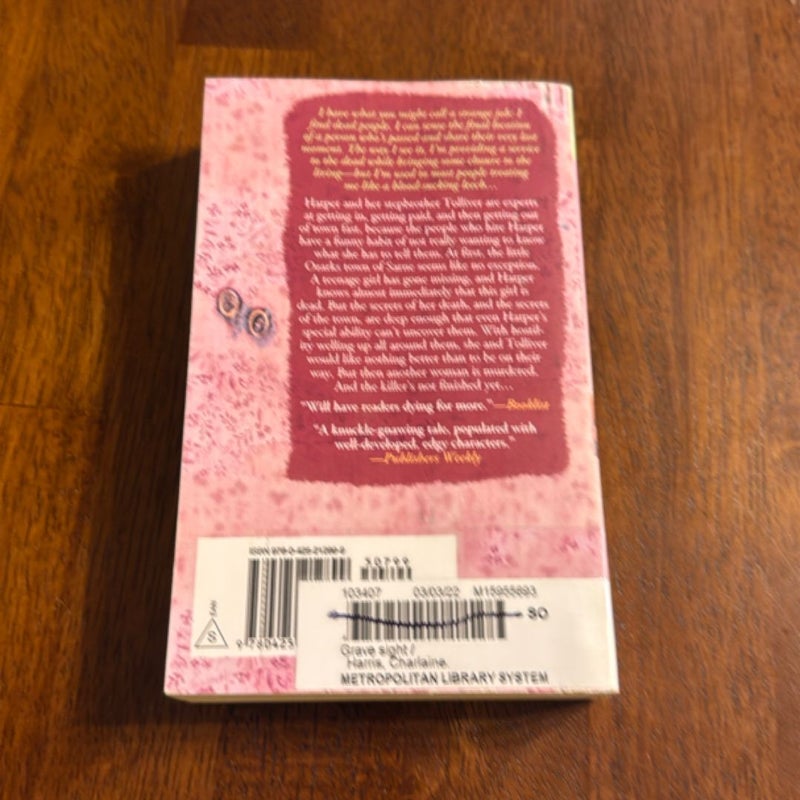 I have what you might call a strange job: I
find dead people. I can sense the final location
of a person who's passed and share their very last
moment. The way I see it, I'm providing a service
to the dead while bringing some closure to the
living—but I'm used to most people treating
me like a blood-sucking leech…
Harper and her stepbrother Tolliver are experts
at getting in, getting paid, and then getting out
of town fast, because the people who hire Harper
have a funny habit of not really wanting to know
what she has to tell them. At first, the little
Ozarks town of Sarne seems like no exception.
A teenage girl has gone missing, and Harper
knows almost immediately that this girl is
dead. But the secrets of her death, and the secrets
of the town, are deep enough that even Harper's
special ability can't uncover them. With hostil-
ity welling up all around them, she and Tolliver
would like nothing better than to be on their
way. But then another woman is murdered.
And the killer's not finished yet…
"Will have readers dying for more."—Booklist
"A knuckle-gnawing tale, populated with
well-developed, edgy characters."
—Publishers Weekly
50799
EAN
S
9 780425
103407 03/03/22 M15955693
SO
Grave sight /
Harris, Charlaine.
METROPOLITAN LIBRARY SYSTEM